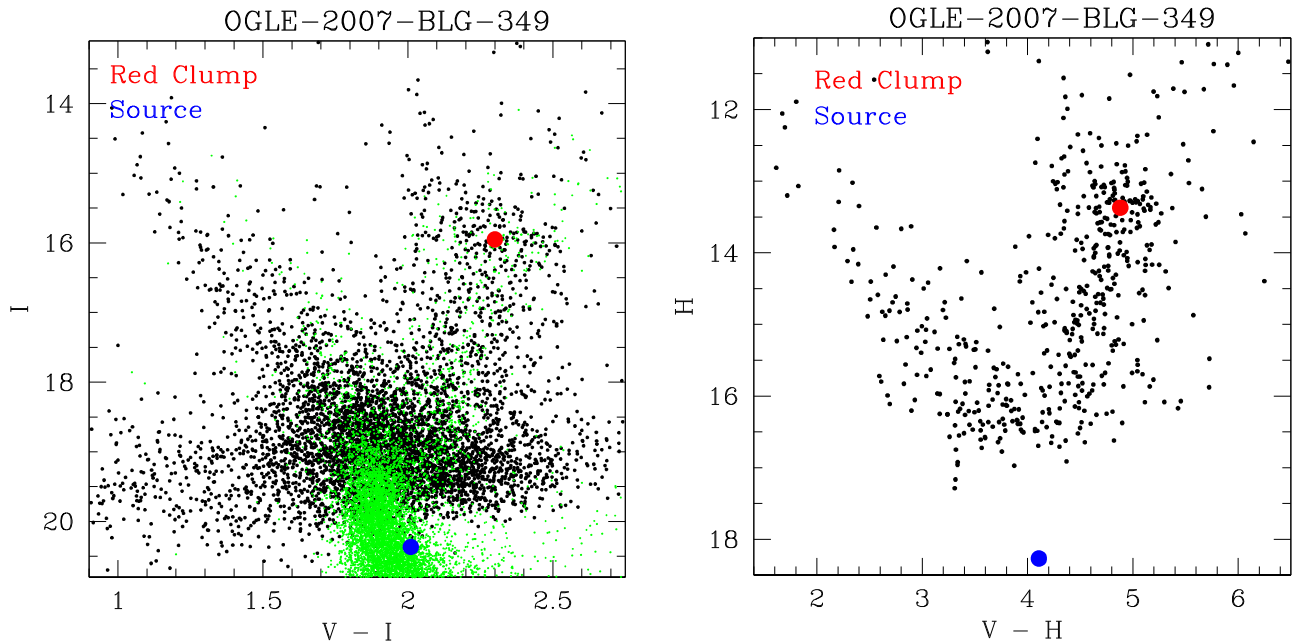 OGLE-2007-BLG-349
Red Clump
Source
14
16
18
20
I
1
1.5
2
2.5
V - I
OGLE-2007-BLG-349
Red Clump
Source
12
14
16
18
H
2
3
4
5
6
V - H